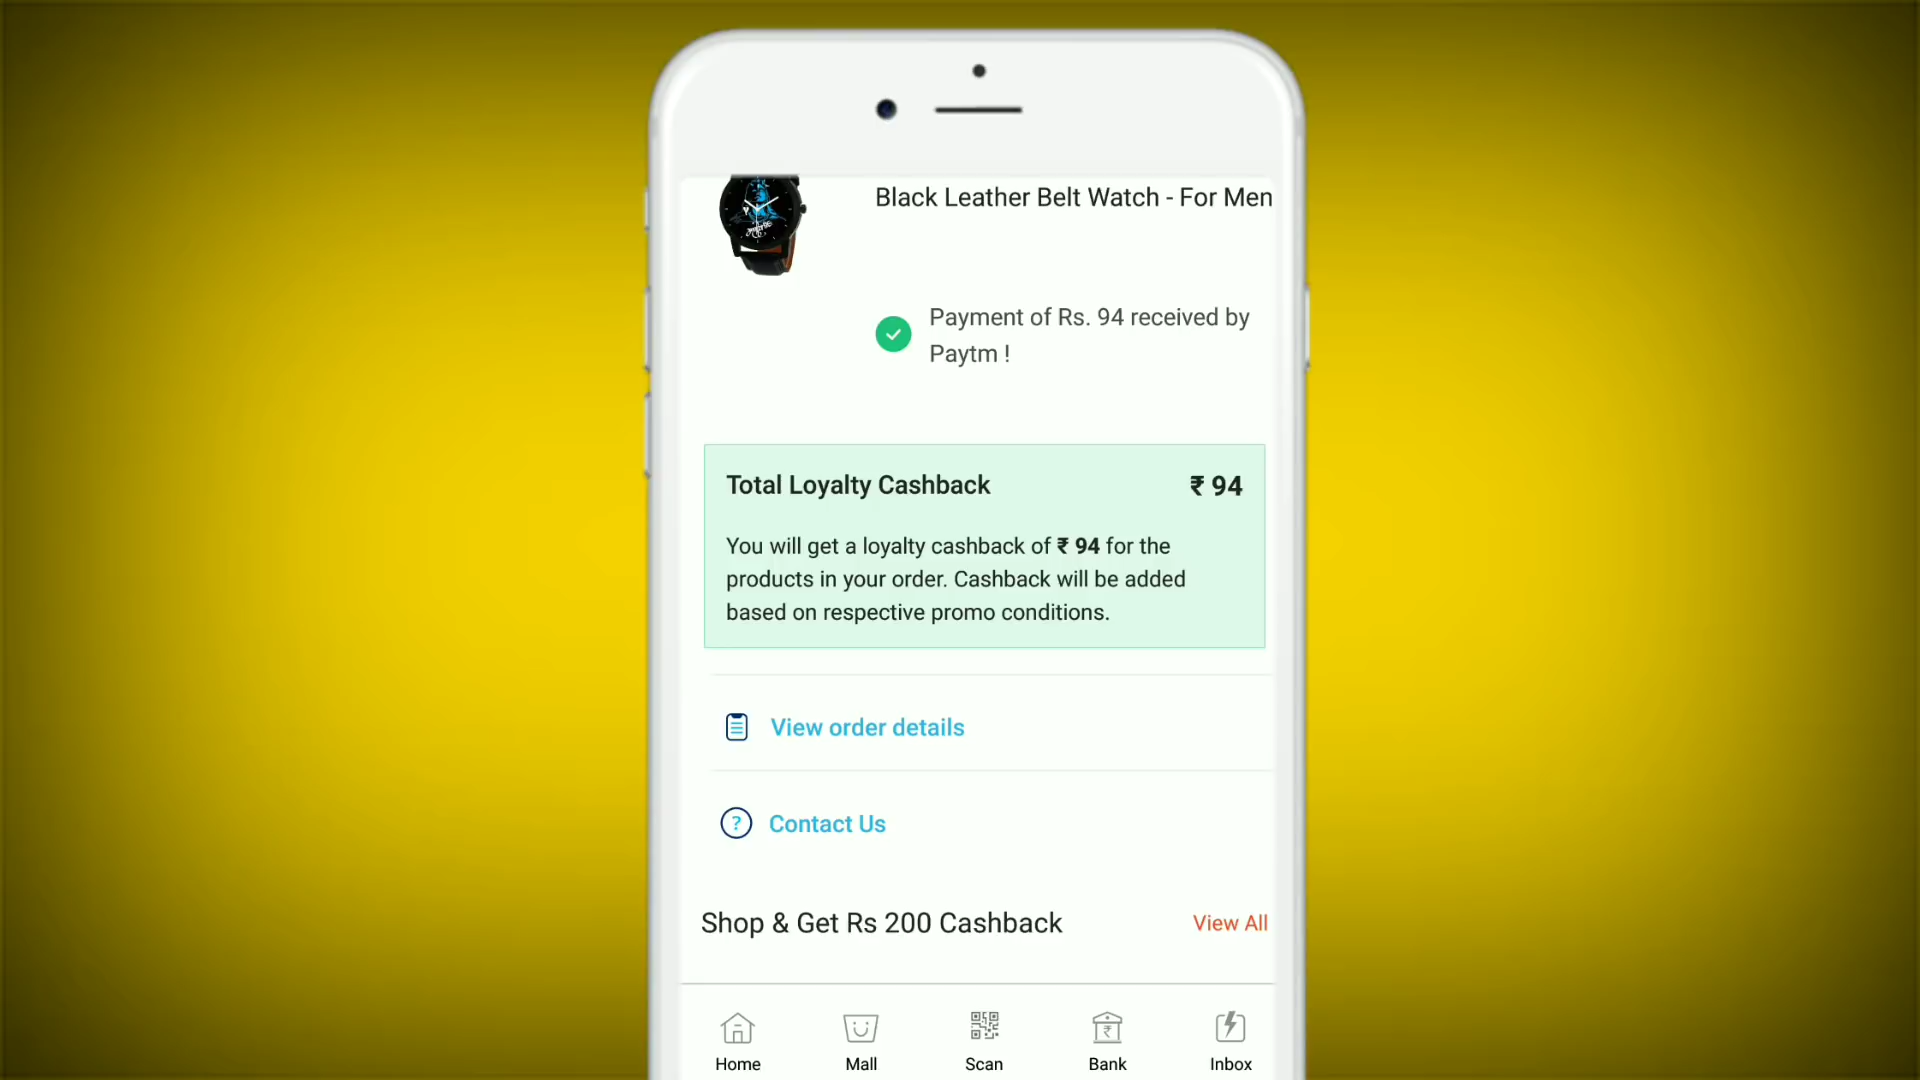 Black Leather Belt Watch - For Men
Payment of Rs. 94 received by
Paytm !
Total Loyalty Cashback
₹ 94
You will get a loyalty cashback of ₹ 94 for the
products in your order. Cashback will be added
based on respective promo conditions.
View order details
? Contact Us
Shop & Get Rs 200 Cashback
View All
Home
Mall
Scan
Bank
Inbox